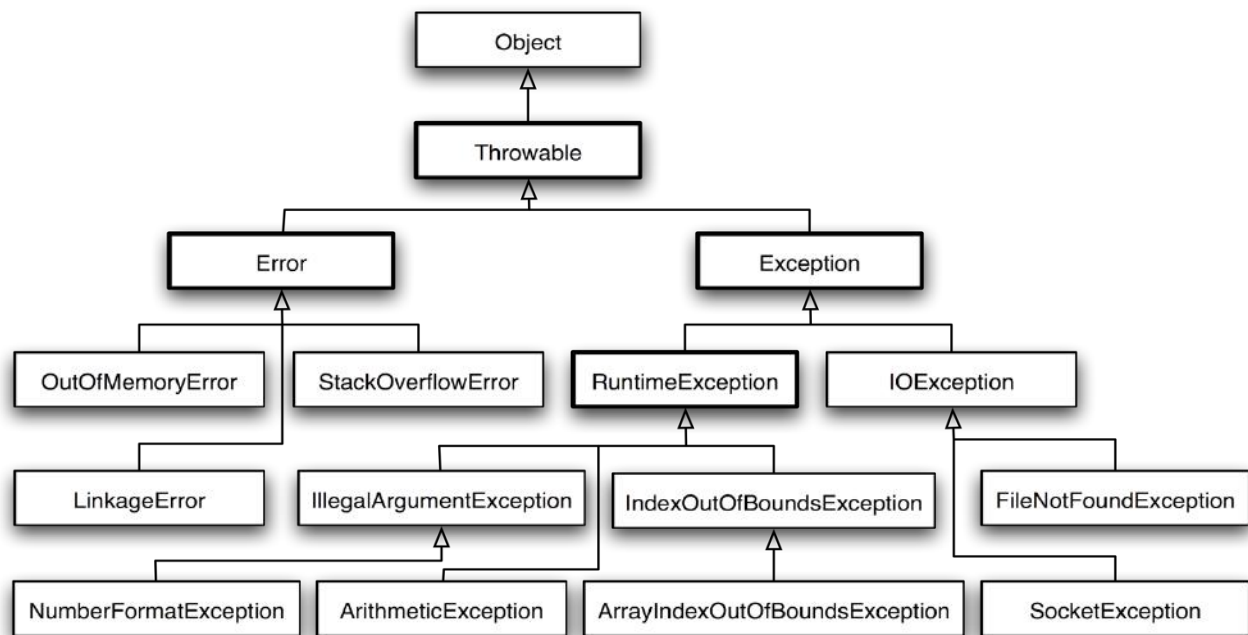 Object
Throwable
Error
Exception
OutOfMemoryError
StackOverflowError
RuntimeException
IOException
LinkageError
IllegalArgumentException
IndexOutOfBoundsException
FileNotFoundException
NumberFormatException
ArithmeticException
ArrayIndexOutOfBoundsException
SocketException